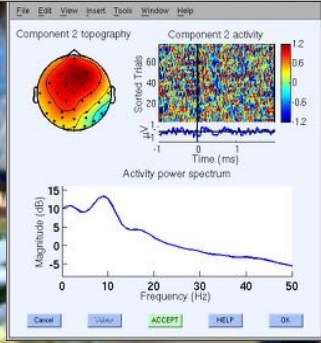 File Edit View Insert Tools Window Help
Component 2 topography
Component 2 activity
Sorted Trials
60
40
20
1.2
0.6
0
-0.6
-1.2
µV
1
-1
-1 0 1
Time (ms)
Activity power spectrum
Magnitude (dB)
15
10
5
0
-5
0 10 20 30 40 50
Frequency (Hz)
Cancel Values ACCEPT HELP OK